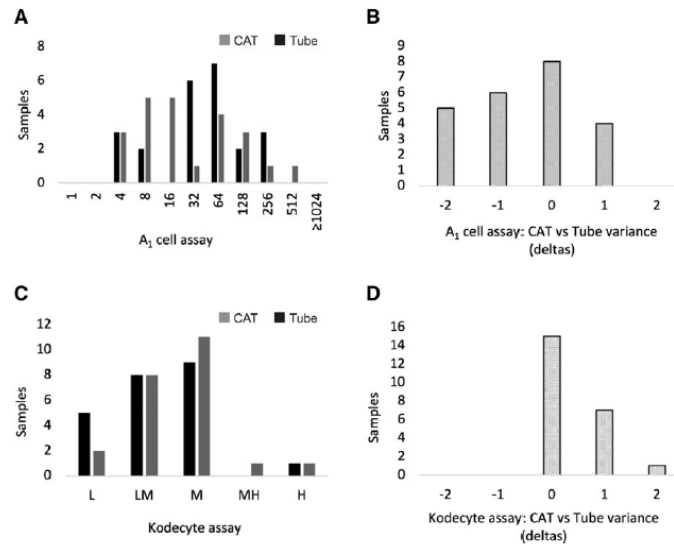 A
CAT Tube
8
6
4
2
0
Samples
1 2 4 8 16 32 64 128 256 512 ≥1024
A₁ cell assay
B
9
8
7
6
5
4
3
2
1
0
Samples
-2 -1 0 1 2
A₁ cell assay: CAT vs Tube variance
(deltas)
C
CAT Tube
12
10
8
6
4
2
0
Samples
L LM M MH H
Kodecyte assay
D
16
14
12
10
8
6
4
2
0
Samples
-2 -1 0 1 2
Kodecyte assay: CAT vs Tube variance
(deltas)